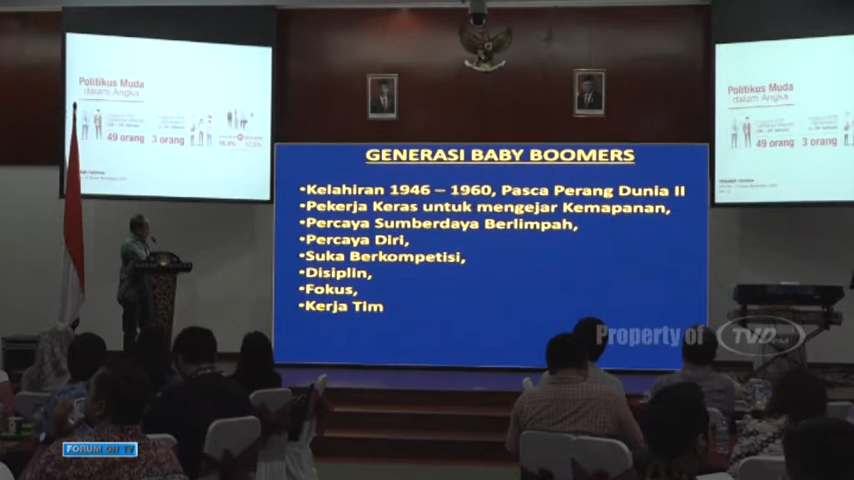 Politikus Muda
dalam Angka
49 orang
3 orang
GENERASI BABY BOOMERS
•Kelahiran 1946 – 1960, Pasca Perang Dunia II
•Pekerja Keras untuk mengejar Kemapanan,
•Percaya Sumberdaya Berlimpah,
•Percaya Diri,
•Suka Berkompetisi,
•Disiplin,
•Fokus,
•Kerja Tim
Politikus Muda
dalam Angka
49 orang
3 orang
Property of TVD
FORUM ON TV